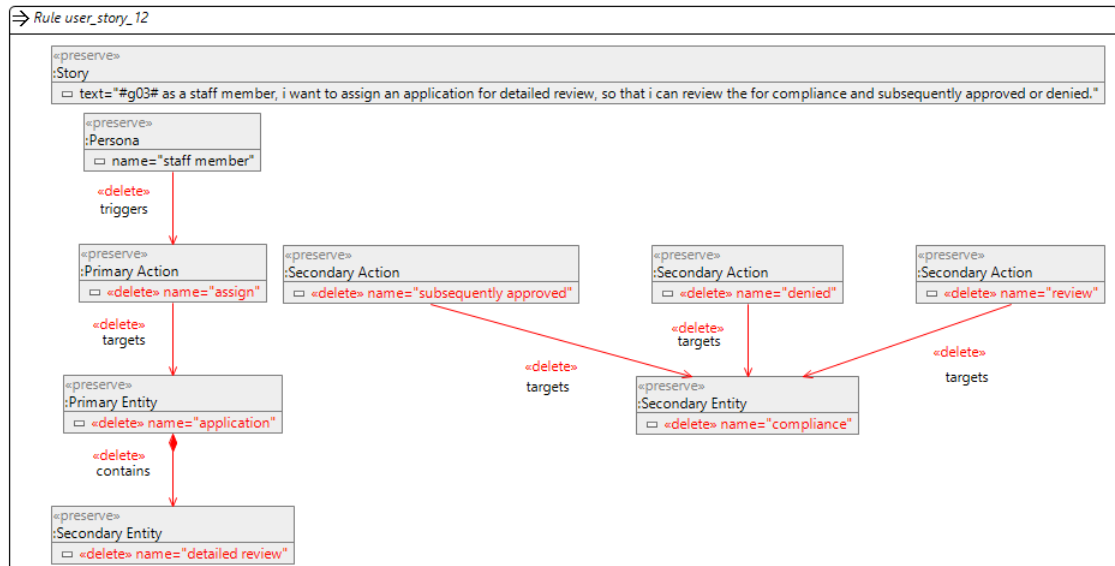 Rule user_story_12
«preserve»
:Story
text="#g03# as a staff member, i want to assign an application for detailed review, so that i can review the for compliance and subsequently approved or denied."
«preserve»
:Persona
name="staff member"
«delete»
triggers
«preserve»
:Primary Action
«delete» name="assign"
«preserve»
:Secondary Action
«delete» name="subsequently approved"
«preserve»
:Secondary Action
«delete» name="denied"
«preserve»
:Secondary Action
«delete» name="review"
«delete»
targets
«delete»
targets
«delete»
targets
«delete»
targets
«preserve»
:Primary Entity
«delete» name="application"
«preserve»
:Secondary Entity
«delete» name="compliance"
«delete»
contains
«preserve»
:Secondary Entity
«delete» name="detailed review"